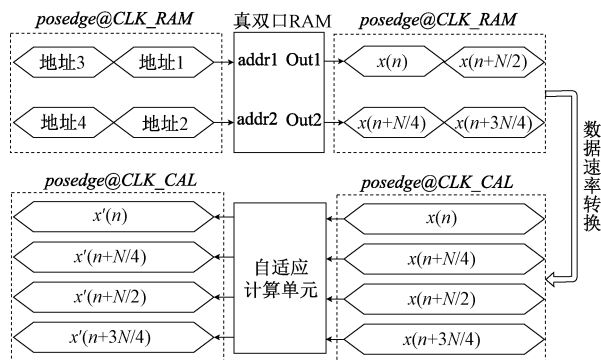 posedge@CLK_RAM 真双口RAM posedge@CLK_RAM
地址3 地址1 addr1 Out1 x(n) x(n+N/2)
地址4 地址2 addr2 Out2 x(n+N/4) x(n+3N/4)
数据速率转换
posedge@CLK_CAL posedge@CLK_CAL
x′(n) x(n)
x′(n+N/4) x(n+N/4)
自适应
计算单元
x′(n+N/2) x(n+N/2)
x′(n+3N/4) x(n+3N/4)